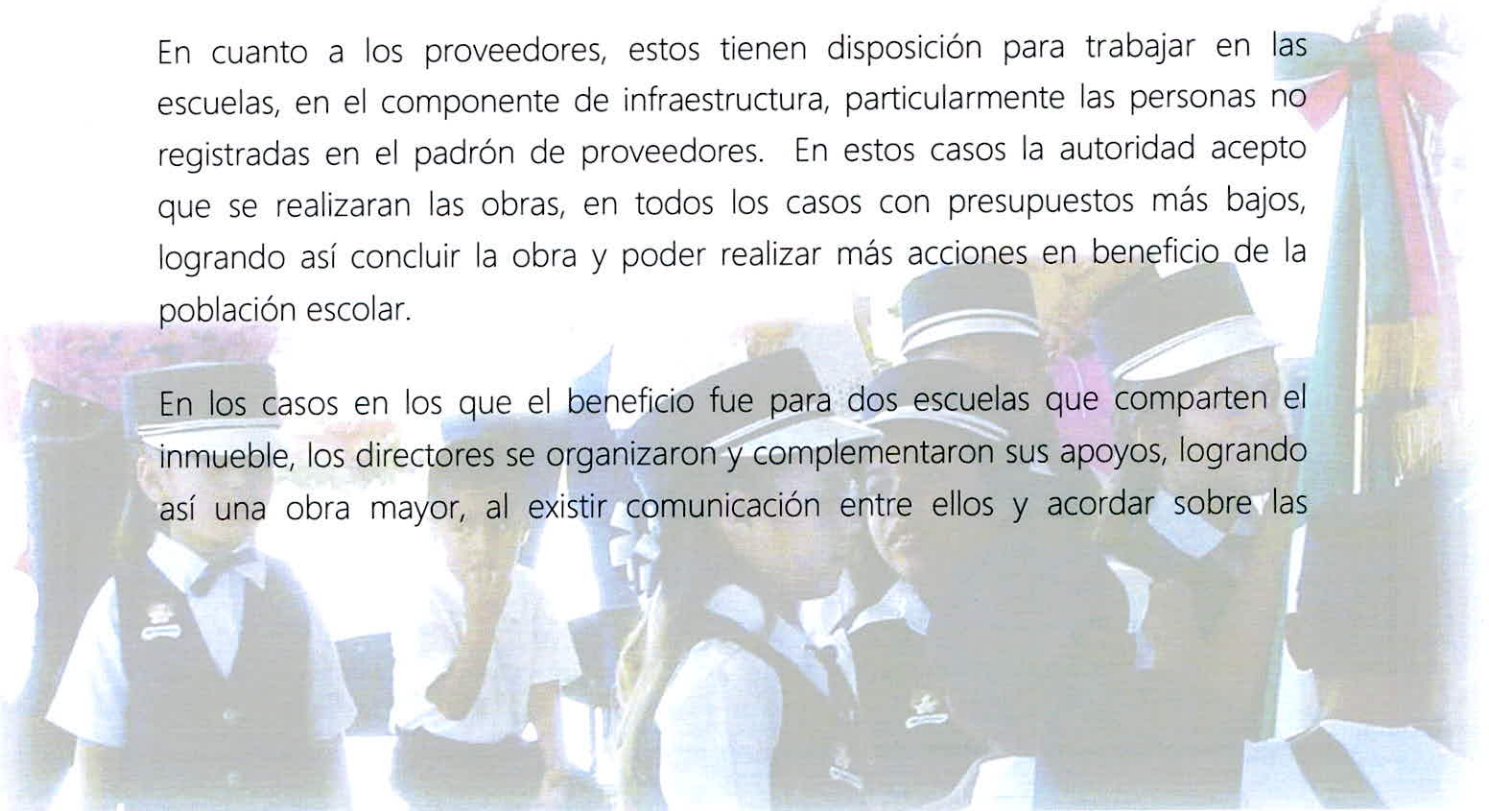 En cuanto a los proveedores, estos tienen disposición para trabajar en las
escuelas, en el componente de infraestructura, particularmente las personas no
registradas en el padrón de proveedores. En estos casos la autoridad acepto
que se realizaran las obras, en todos los casos con presupuestos más bajos,
logrando así concluir la obra y poder realizar más acciones en beneficio de la
población escolar.
En los casos en los que el beneficio fue para dos escuelas que comparten el
inmueble, los directores se organizaron y complementaron sus apoyos, logrando
así una obra mayor, al existir comunicación entre ellos y acordar sobre las